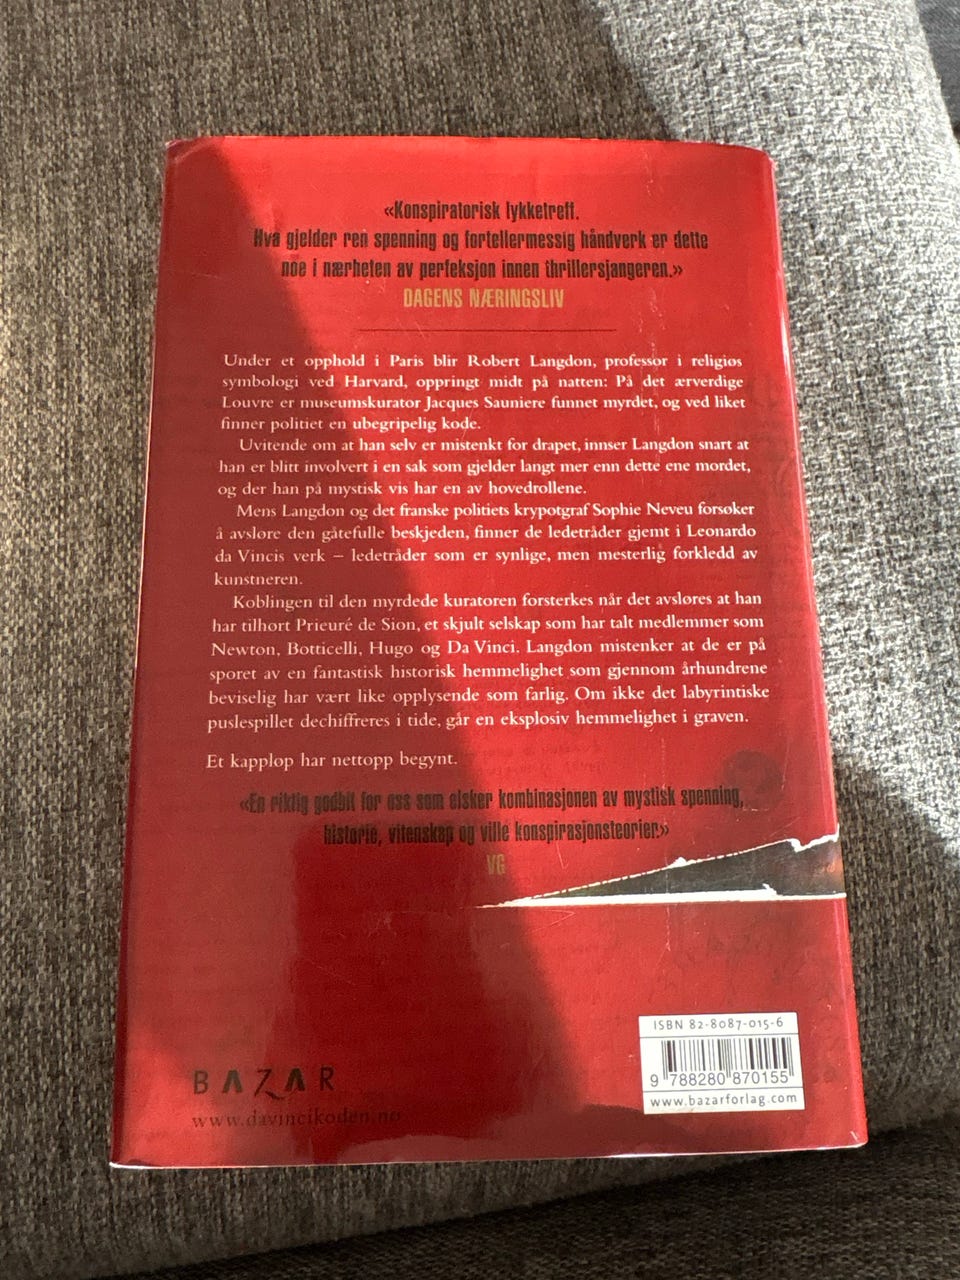 «Konspiratorisk lykketreff.
Hva gjelder ren spenning og fortellermessig håndverk er dette
noe i nærheten av perfeksjon innen thrillersjangeren.»
DAGENS NÆRINGSLIV
Under et opphold i Paris blir Robert Langdon, professor i religiøs
symbologi ved Harvard, oppringt midt på natten: På det ærverdige
Louvre er museumskurator Jacques Sauniere funnet myrdet, og ved liket
finner politiet en ubegripelig kode.
Uvitende om at han selv er mistenkt for drapet, innser Langdon snart at
han er blitt involvert i en sak som gjelder langt mer enn dette ene mordet,
og der han på mystisk vis har en av hovedrollene.
Mens Langdon og det franske politiets krypotgraf Sophie Neveu forsøker
å avsløre den gåtefulle beskjeden, finner de ledetråder gjemt i Leonardo
da Vincis verk – ledetråder som er synlige, men mesterlig forkledd av
kunstneren.
Koblingen til den myrdede kuratoren forsterkes når det avsløres at han
har tilhørt Prieuré de Sion, et skjult selskap som har talt medlemmer som
Newton, Botticelli, Hugo og Da Vinci. Langdon mistenker at de er på
sporet av en fantastisk historisk hemmelighet som gjennom århundrene
beviselig har vært like opplysende som farlig. Om ikke det labyrintiske
puslespillet dechiffreres i tide, går en eksplosiv hemmelighet i graven.
Et kappløp har nettopp begynt.
«En riktig godbit for oss som elsker kombinasjonen av mystisk spenning,
historie, vitenskap og ville konspirasjonsteorier.»
VG
ISBN 82-8087-015-6
9 788280 870155
www.bazarforlag.com
BAZAR
www.davincikoden.no